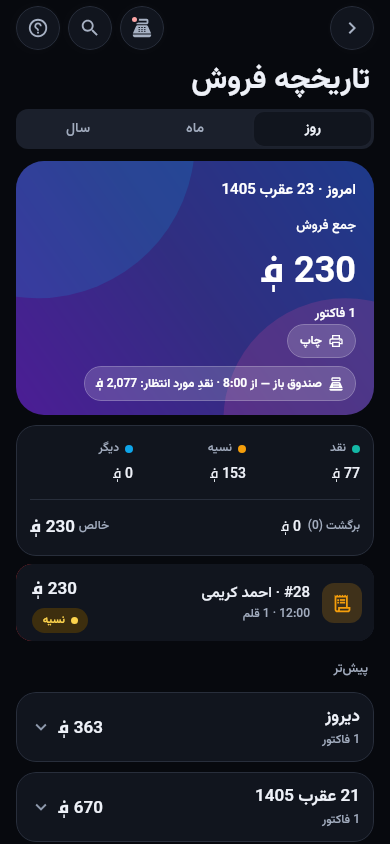 تاریخچه فروش
روز
ماه
سال
امروز · 23 عقرب 1405
جمع فروش
230 ؋
1 فاکتور
چاپ
صندوق باز — از 8:00 · نقدِ مورد انتظار: 2,077 ؋
نقد
نسیه
دیگر
77 ؋
153 ؋
0 ؋
برگشت (0) 0 ؋
خالص 230 ؋
#28 · احمد کریمی
230 ؋
12:00 · 1 قلم
نسیه
پیش‌تر
دیروز
363 ؋
1 فاکتور
21 عقرب 1405
670 ؋
1 فاکتور